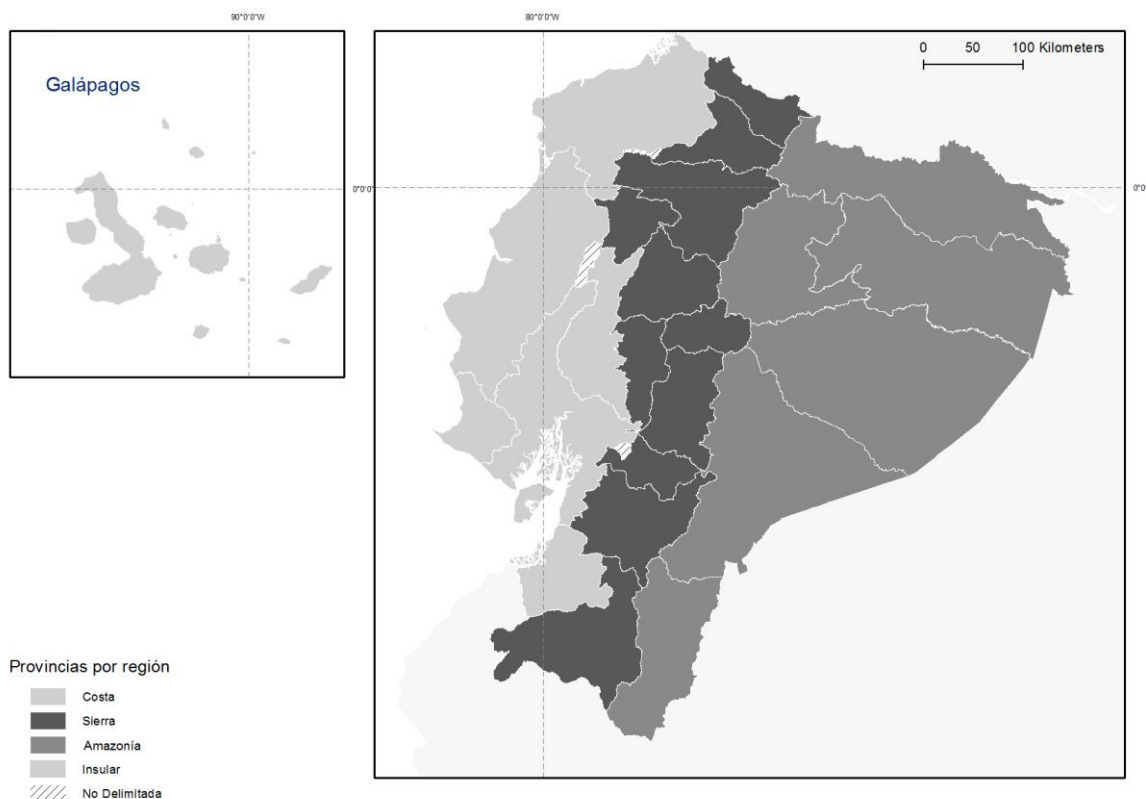 90°0'0"W
80°0'0"W
Galápagos
0 50 100 Kilometers
0°0'0"
0°0'0"
Provincias por región
Costa
Sierra
Amazonía
Insular
No Delimitada